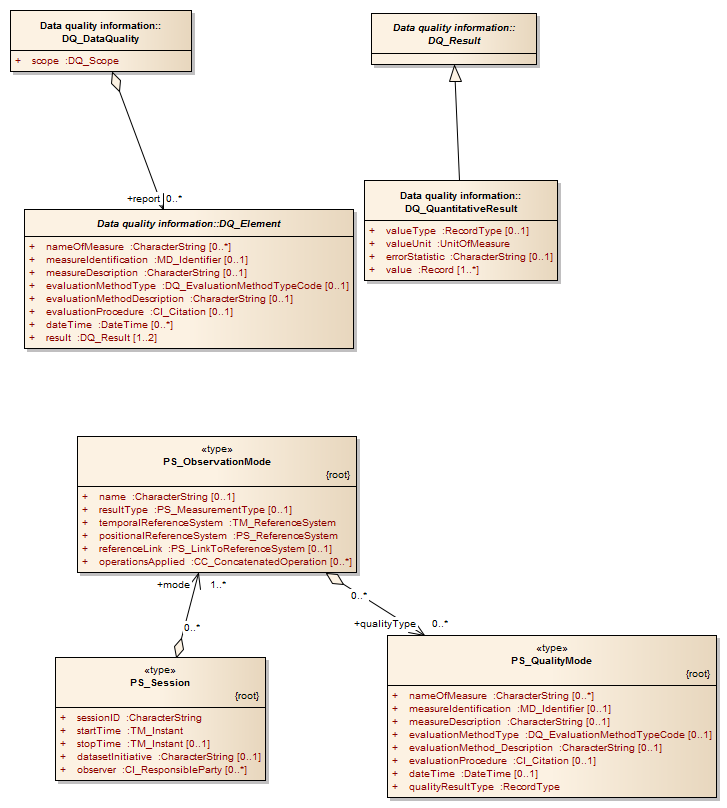 Data quality information::
DQ_DataQuality
+ scope :DQ_Scope
Data quality information::
DQ_Result
+report 0..*
Data quality information::DQ_Element
+ nameOfMeasure :CharacterString [0..*]
+ measureIdentification :MD_Identifier [0..1]
+ measureDescription :CharacterString [0..1]
+ evaluationMethodType :DQ_EvaluationMethodTypeCode [0..1]
+ evaluationMethodDescription :CharacterString [0..1]
+ evaluationProcedure :CI_Citation [0..1]
+ dateTime :DateTime [0..*]
+ result :DQ_Result [1..2]
Data quality information::
DQ_QuantitativeResult
+ valueType :RecordType [0..1]
+ valueUnit :UnitOfMeasure
+ errorStatistic :CharacterString [0..1]
+ value :Record [1..*]
«type»
PS_ObservationMode
{root}
+ name :CharacterString [0..1]
+ resultType :PS_MeasurementType [0..1]
+ temporalReferenceSystem :TM_ReferenceSystem
+ positionalReferenceSystem :PS_ReferenceSystem
+ referenceLink :PS_LinkToReferenceSystem [0..1]
+ operationsApplied :CC_ConcatenatedOperation [0..*]
+mode 1..*
0..*
0..*
+qualityType 0..*
«type»
PS_Session
{root}
+ sessionID :CharacterString
+ startTime :TM_Instant
+ stopTime :TM_Instant [0..1]
+ datasetInitiative :CharacterString [0..1]
+ observer :CI_ResponsibleParty [0..*]
«type»
PS_QualityMode
{root}
+ nameOfMeasure :CharacterString [0..*]
+ measureIdentification :MD_Identifier [0..1]
+ measureDescription :CharacterString [0..1]
+ evaluationMethodType :DQ_EvaluationMethodTypeCode [0..1]
+ evaluationMethod_Description :CharacterString [0..1]
+ evaluationProcedure :CI_Citation [0..1]
+ dateTime :DateTime [0..1]
+ qualityResultType :RecordType